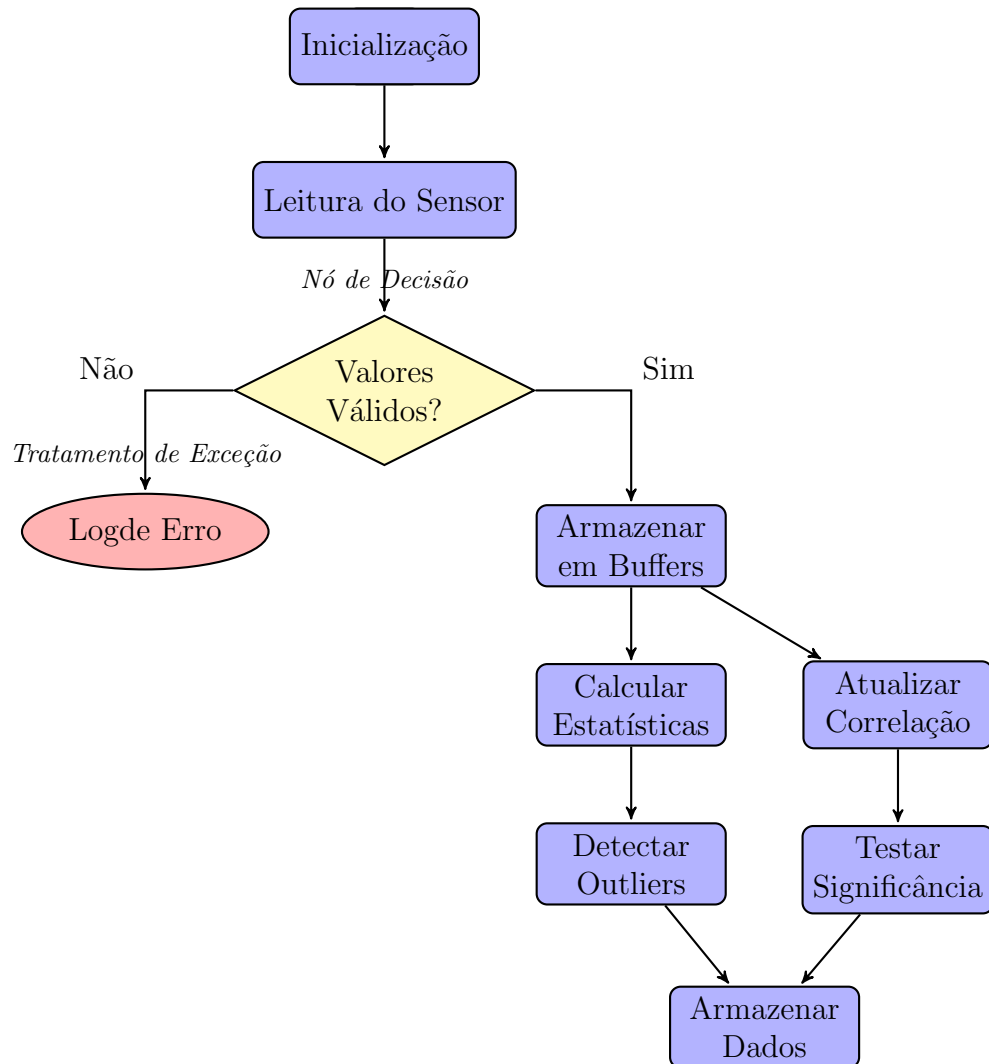 Inicialização
Leitura do Sensor
Nó de Decisão
Não
Valores
Válidos?
Sim
Tratamento de Exceção
Logde Erro
Armazenar
em Buffers
Calcular
Estatísticas
Atualizar
Correlação
Detectar
Outliers
Testar
Significância
Armazenar
Dados